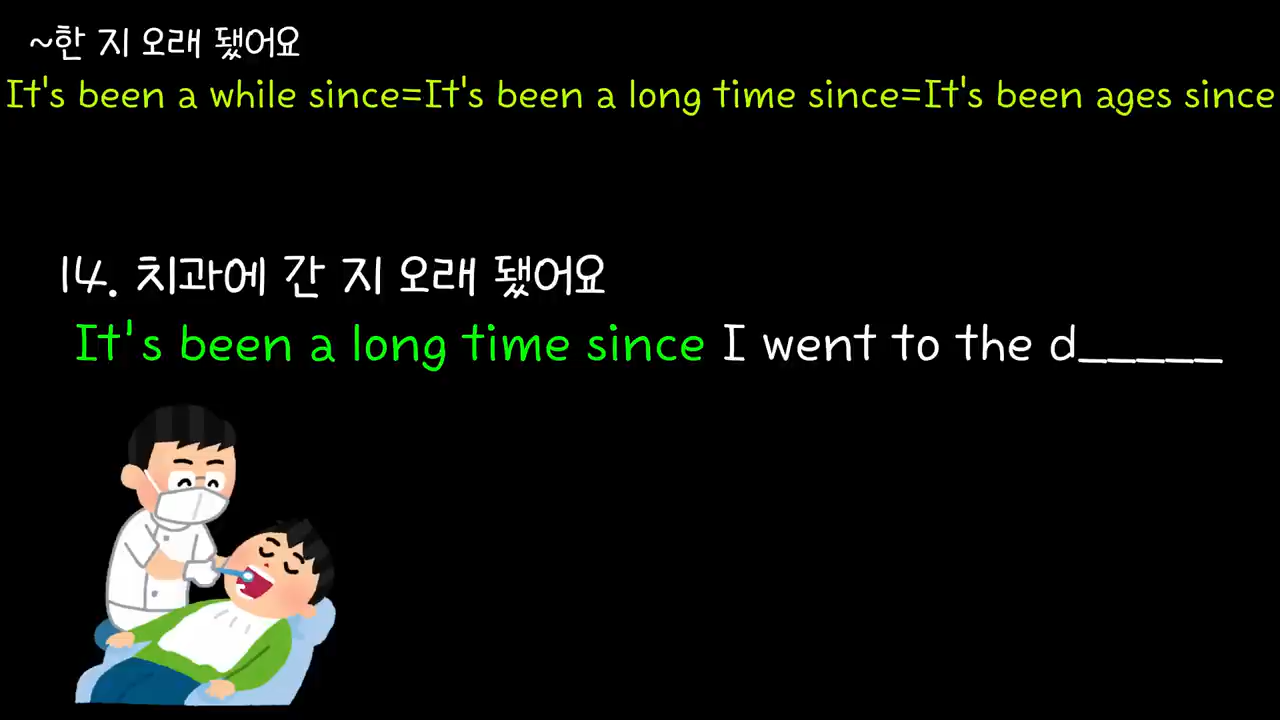 ~한 지 오래 됐어요
It's been a while since=It's been a long time since=It's been ages since
14. 치과에 간 지 오래 됐어요
It's been a long time since I went to the d_____